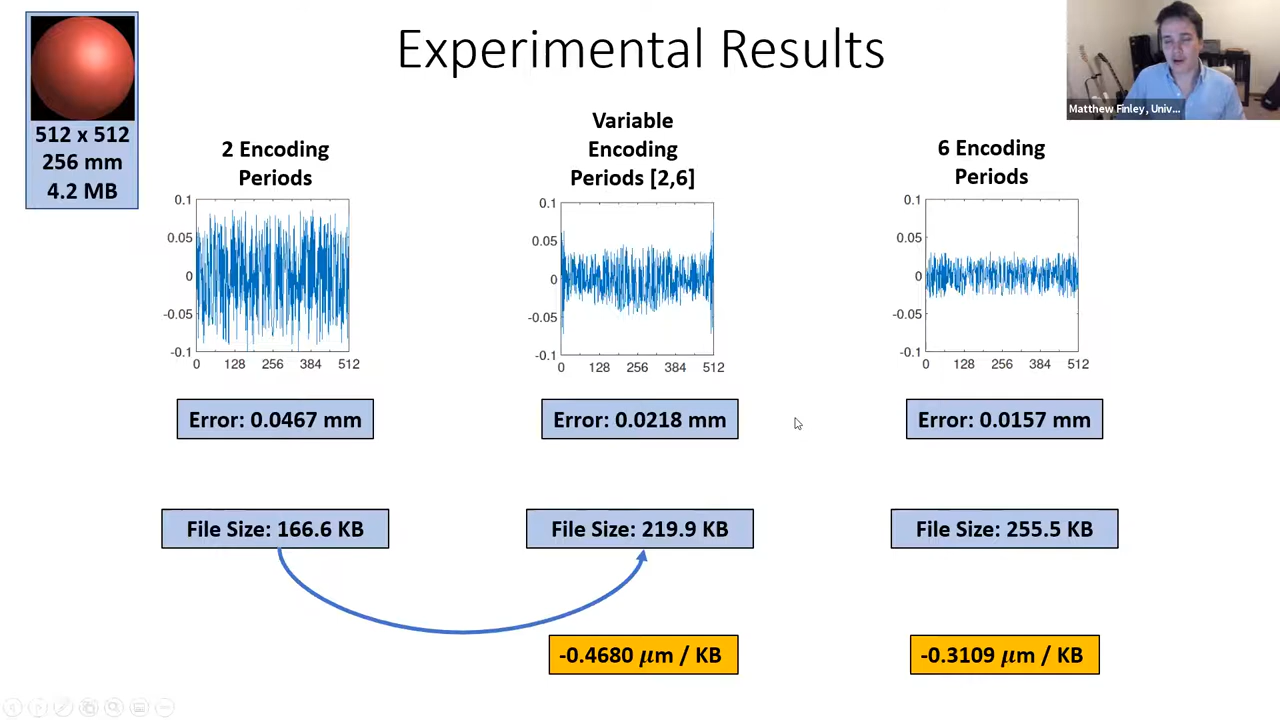 Experimental Results
512 x 512
256 mm
4.2 MB
Matthew Finley, Univ...
2 Encoding
Periods
0.1
0.05
0
-0.05
-0.1
0 128 256 384 512
Variable
Encoding
Periods [2,6]
0.1
0.05
0
-0.05
-0.1
0 128 256 384 512
6 Encoding
Periods
0.1
0.05
0
-0.05
-0.1
0 128 256 384 512
Error: 0.0467 mm
Error: 0.0218 mm
Error: 0.0157 mm
File Size: 166.6 KB
File Size: 219.9 KB
File Size: 255.5 KB
-0.4680 𝝁m / KB
-0.3109 𝝁m / KB